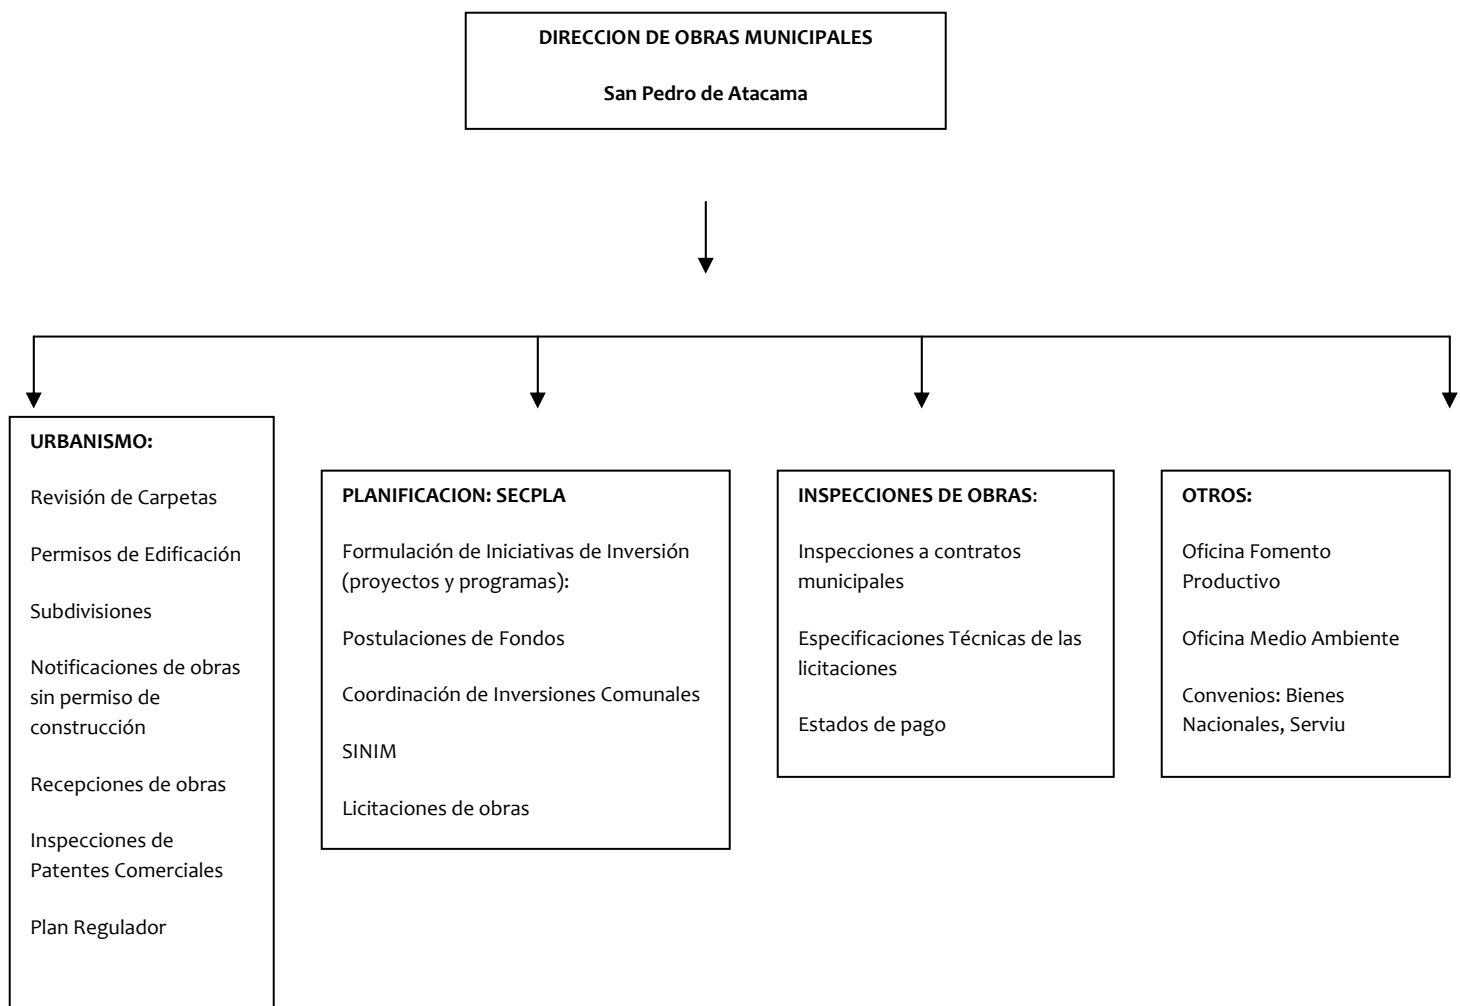 DIRECCION DE OBRAS MUNICIPALES
San Pedro de Atacama
URBANISMO:
Revisión de Carpetas
Permisos de Edificación
Subdivisiones
Notificaciones de obras
sin permiso de
construcción
Recepciones de obras
Inspecciones de
Patentes Comerciales
Plan Regulador
PLANIFICACION: SECPLA
Formulación de Iniciativas de Inversión
(proyectos y programas):
Postulaciones de Fondos
Coordinación de Inversiones Comunales
SINIM
Licitaciones de obras
INSPECCIONES DE OBRAS:
Inspecciones a contratos
municipales
Especificaciones Técnicas de las
licitaciones
Estados de pago
OTROS:
Oficina Fomento
Productivo
Oficina Medio Ambiente
Convenios: Bienes
Nacionales, Serviu